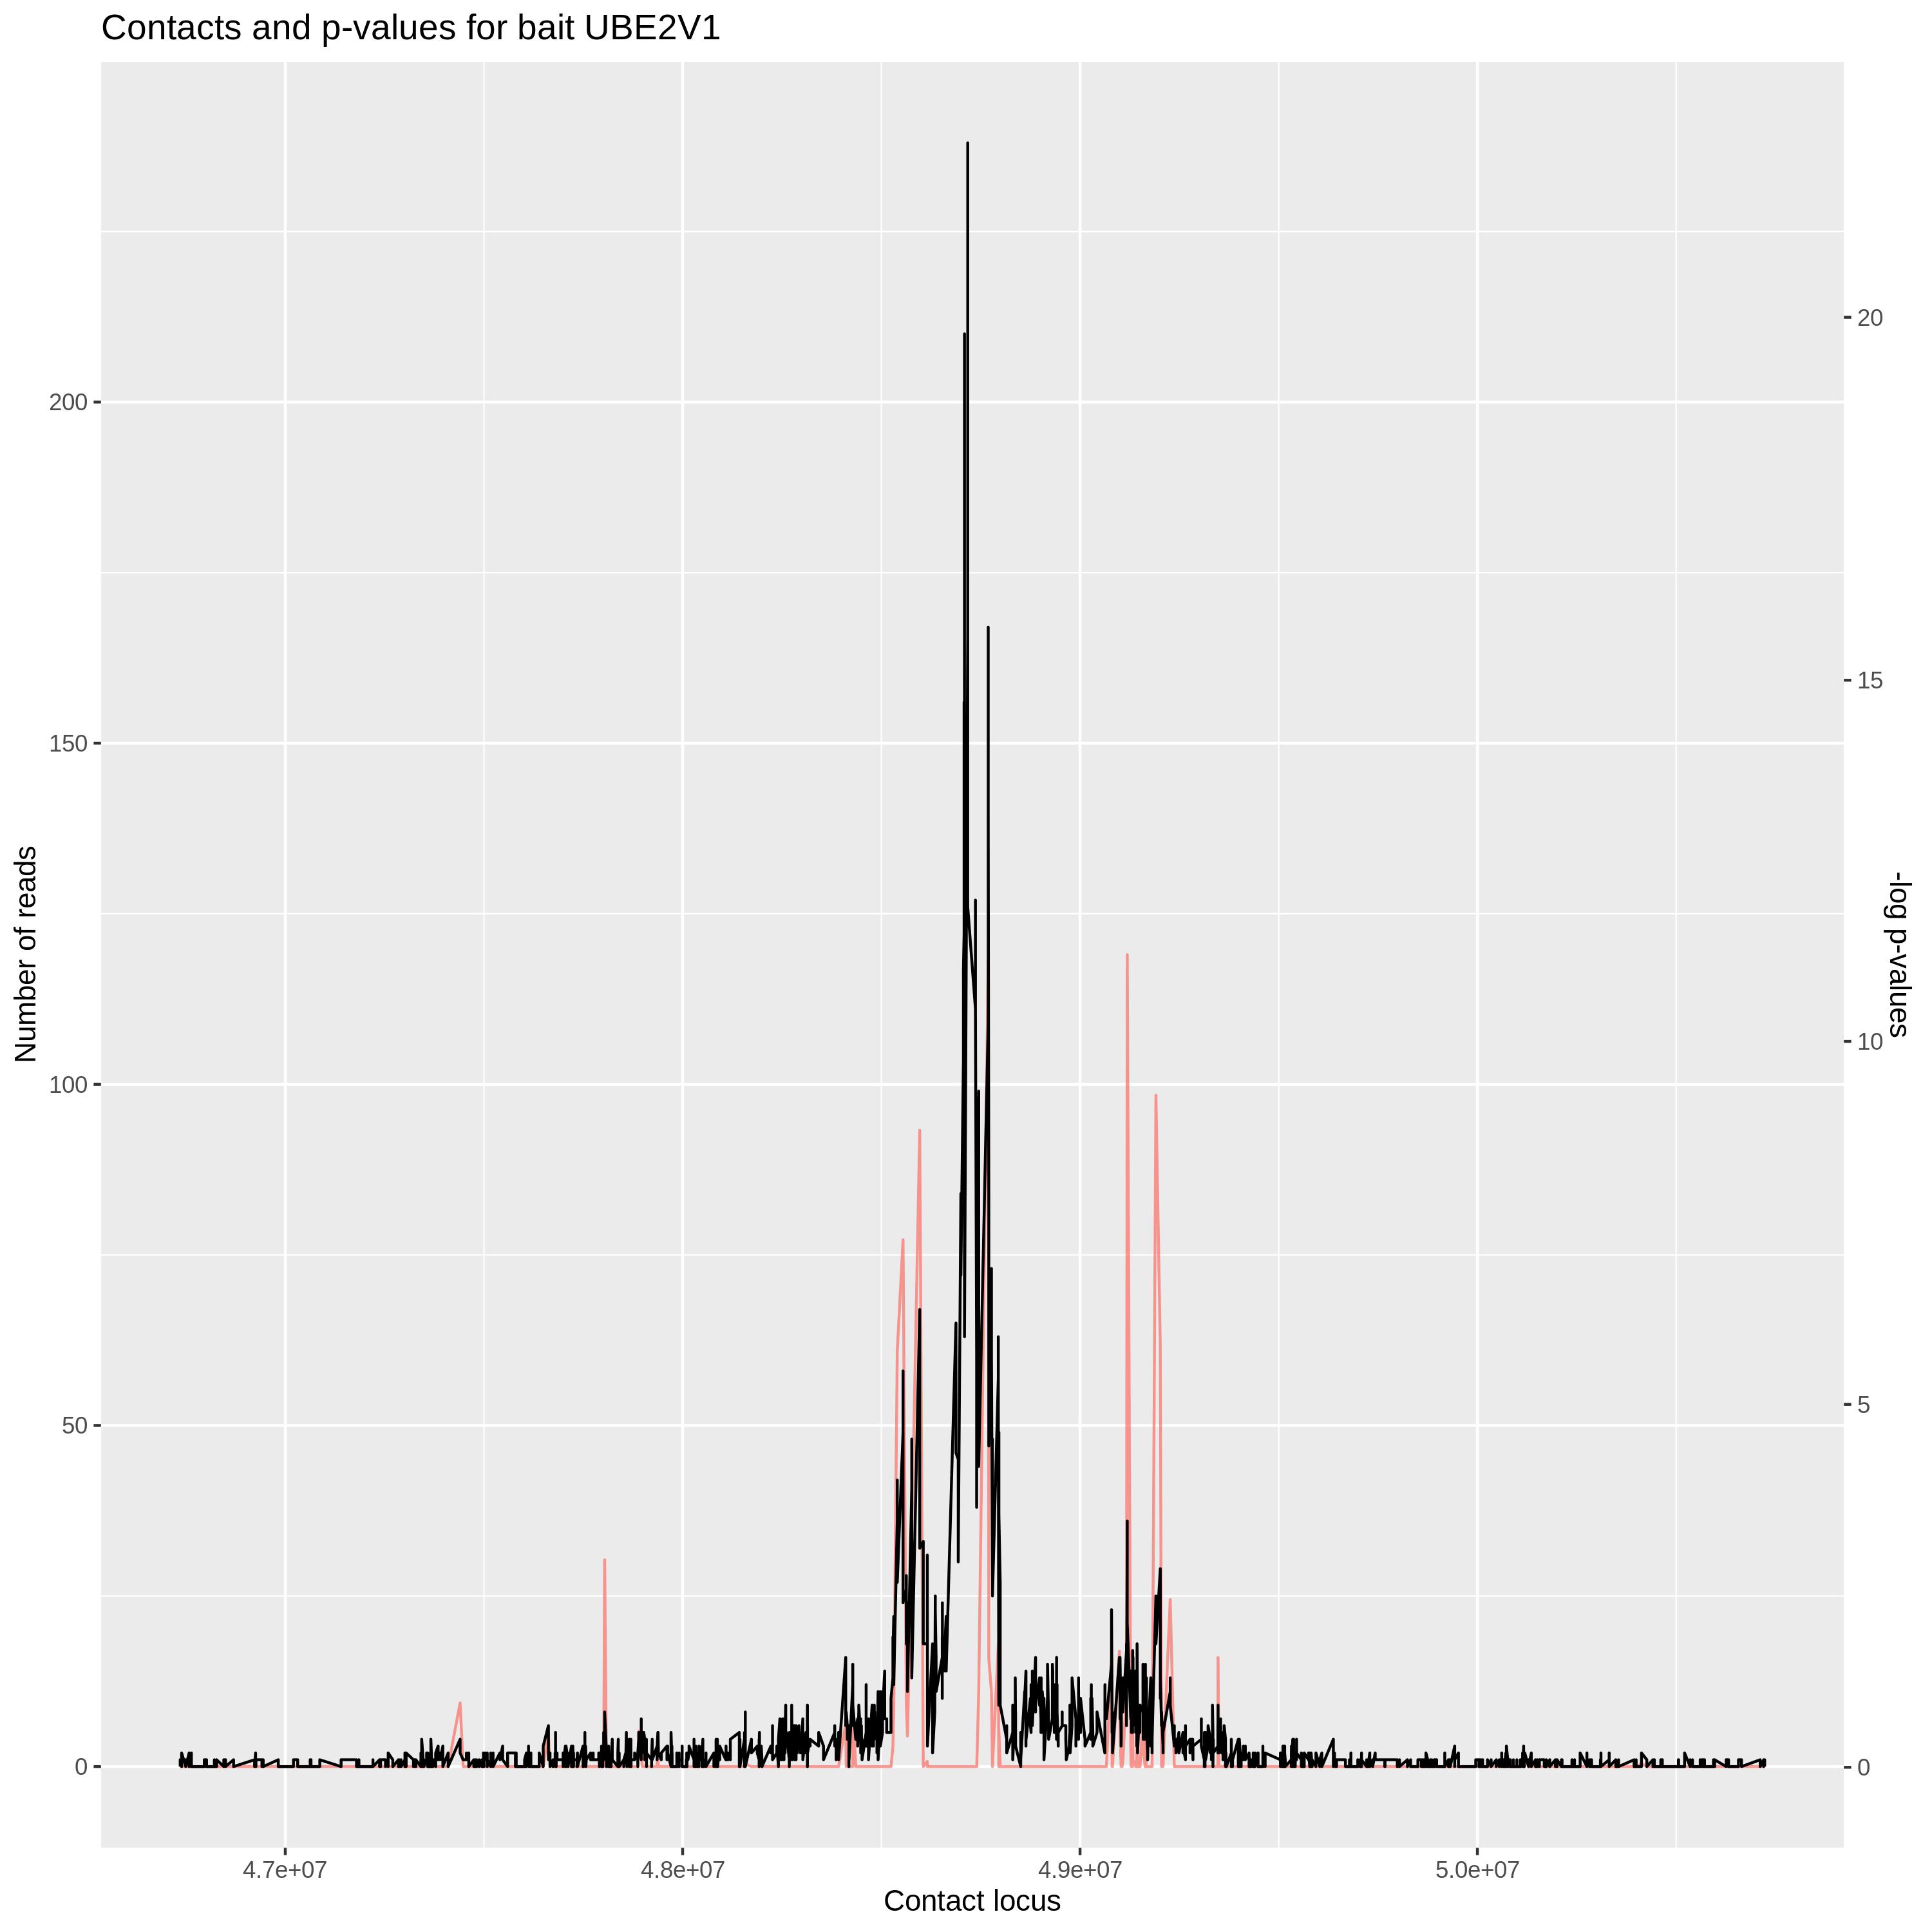 Contacts and p-values for bait UBE2V1
Number of reads
200
150
100
50
0
20
15
10
5
0
-log p-values
4.7e+07 4.8e+07 4.9e+07 5.0e+07
Contact locus